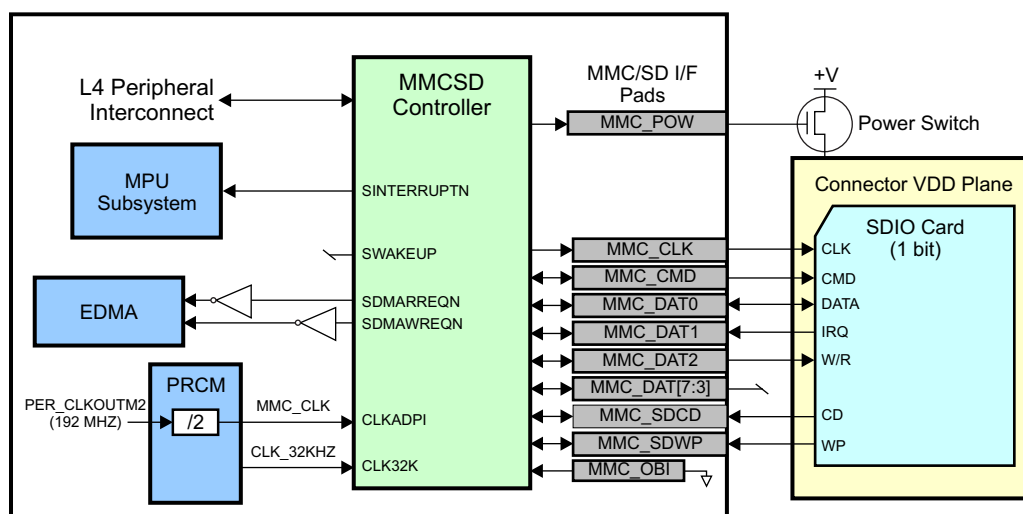 L4 Peripheral
Interconnect
MPU
Subsystem
EDMA
PRCM
PER_CLKOUTM2
(192 MHZ)
/2
MMC_CLK
CLK_32KHZ
MMCSD
Controller
SINTERRUPTN
SWAKEUP
SDMARREQN
SDMAWREQN
CLKADPI
CLK32K
MMC/SD I/F
Pads
MMC_POW
MMC_CLK
MMC_CMD
MMC_DAT0
MMC_DAT1
MMC_DAT2
MMC_DAT[7:3]
MMC_SDCD
MMC_SDWP
MMC_OBI
+V
Power Switch
Connector VDD Plane
SDIO Card
(1 bit)
CLK
CMD
DATA
IRQ
W/R
CD
WP